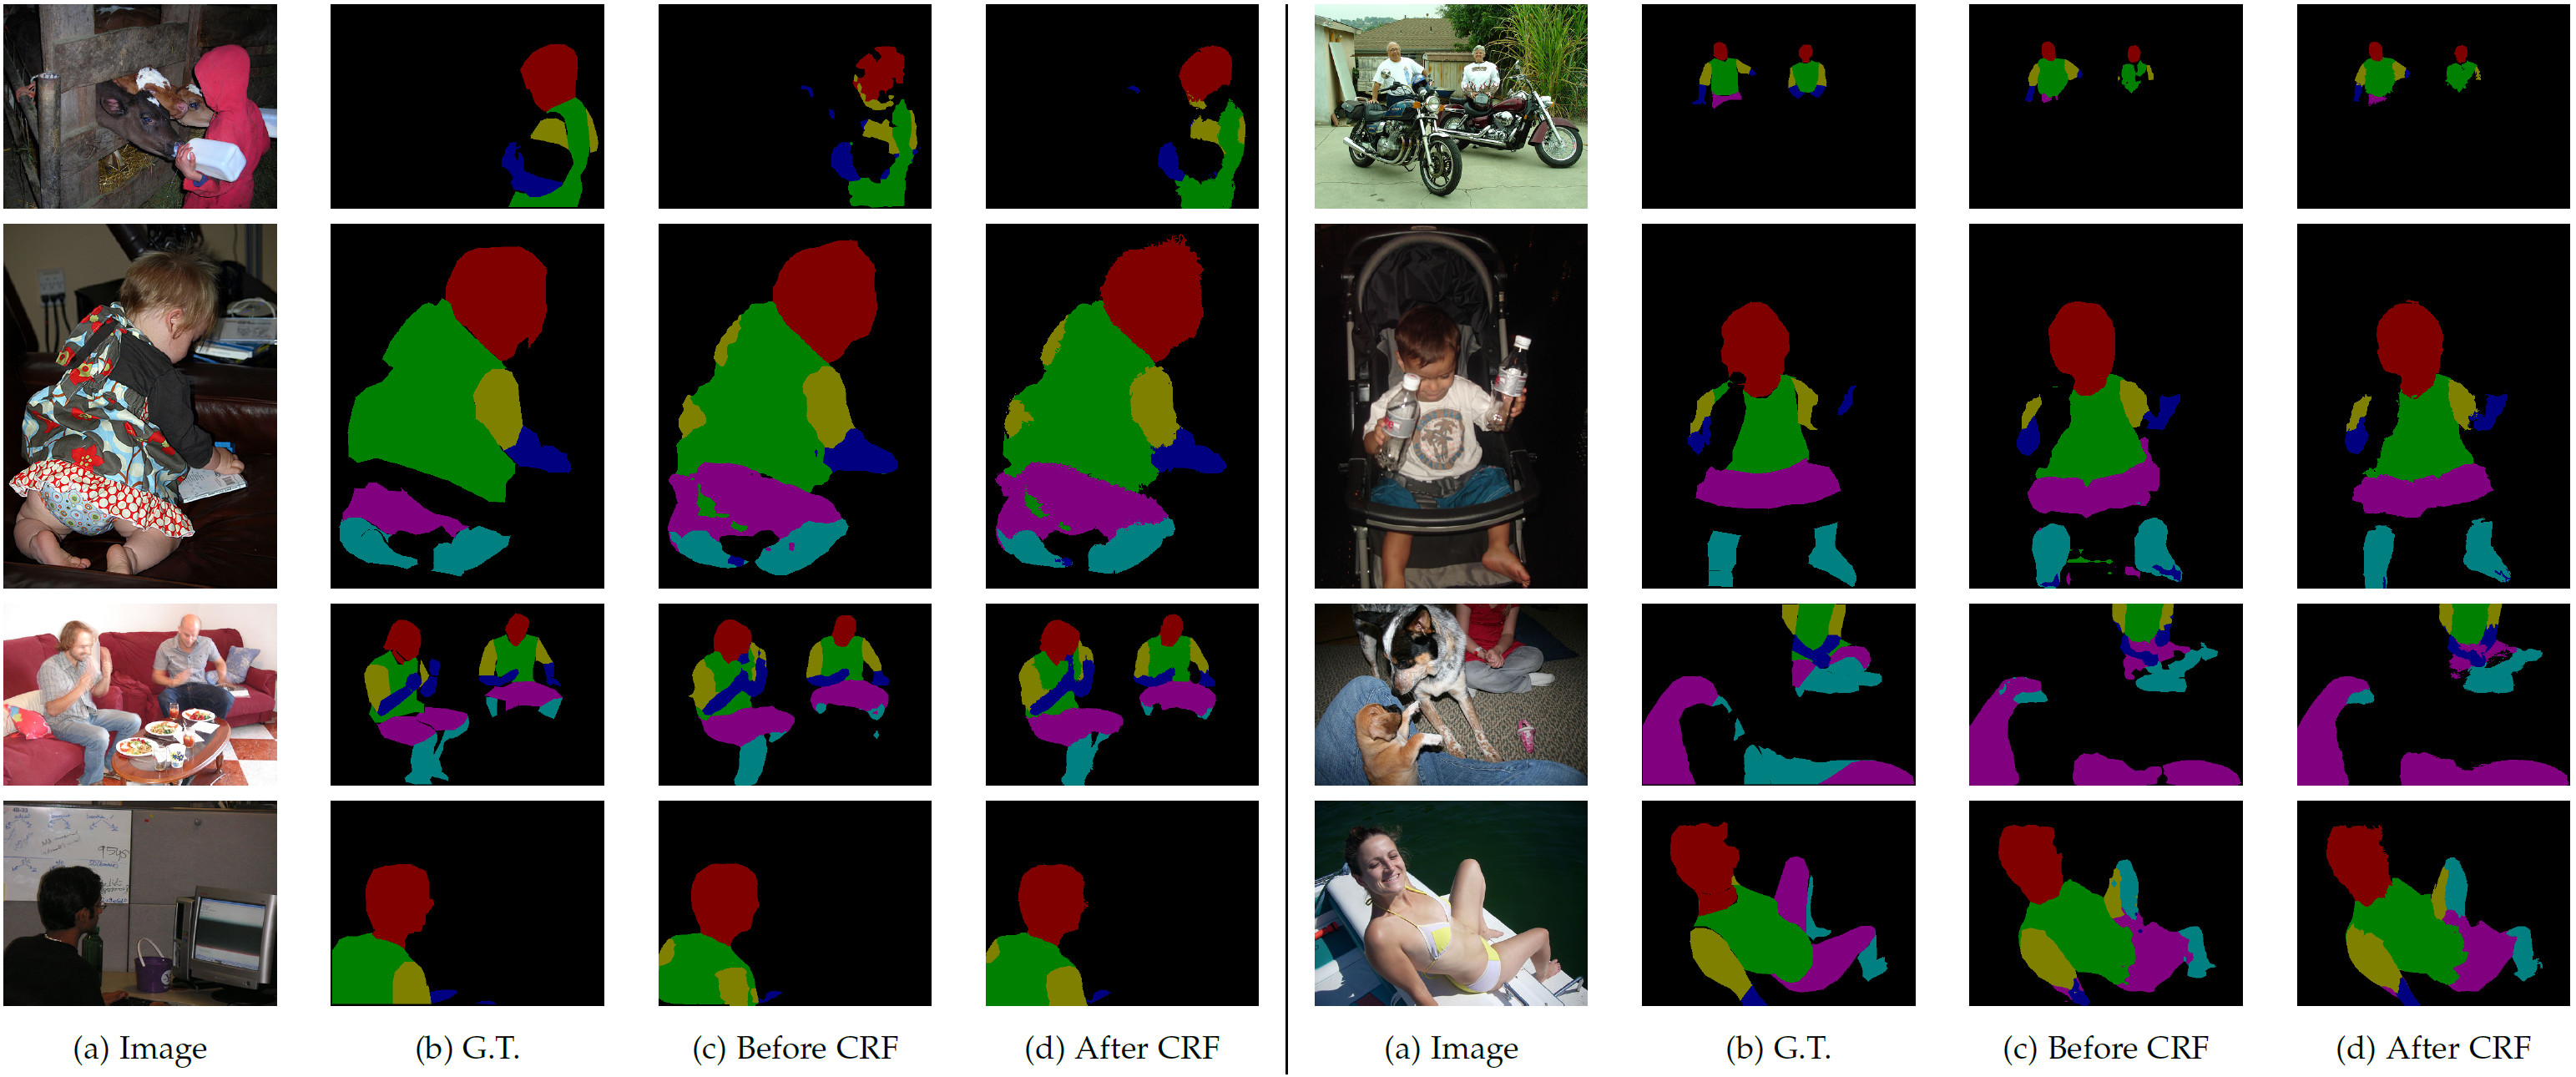 (a) Image
(b) G.T.
(c) Before CRF
(d) After CRF
(a) Image
(b) G.T.
(c) Before CRF
(d) After CRF